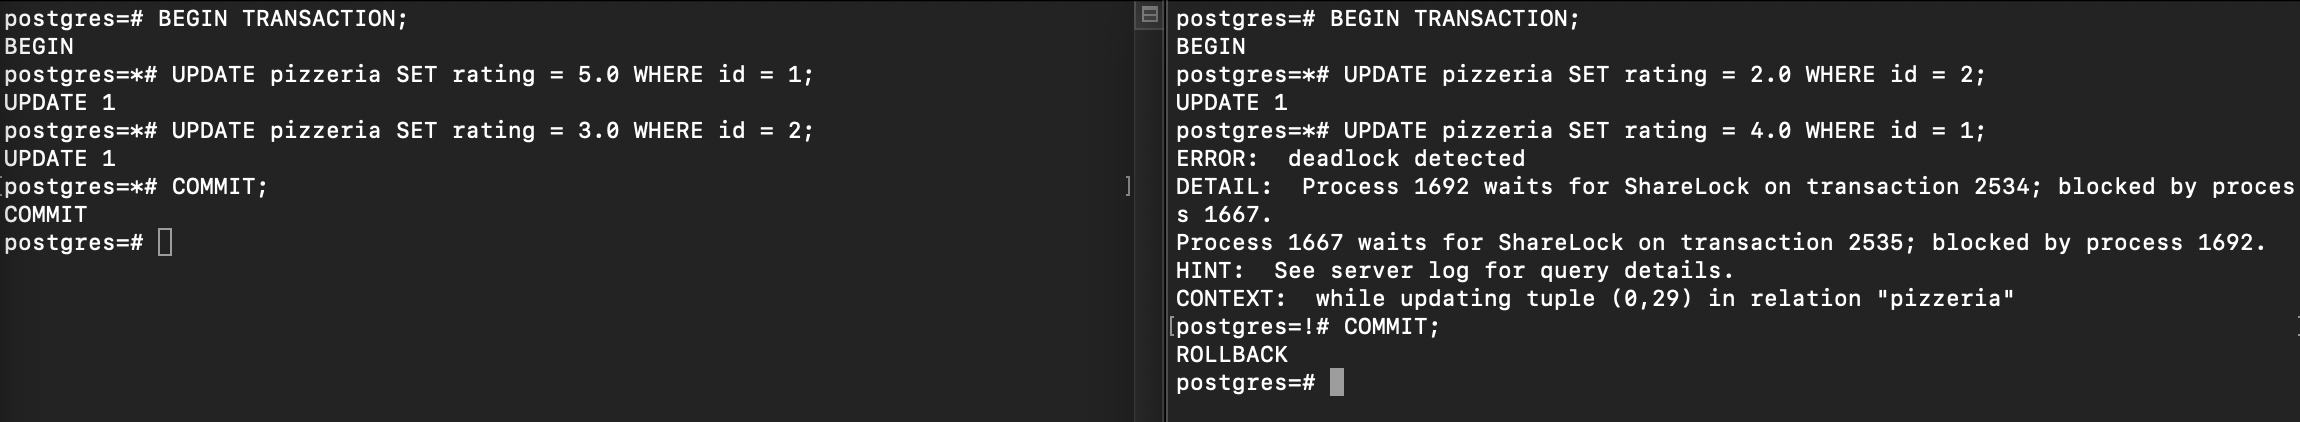 postgres=# BEGIN TRANSACTION;
BEGIN
postgres=*# UPDATE pizzeria SET rating = 5.0 WHERE id = 1;
UPDATE 1
postgres=*# UPDATE pizzeria SET rating = 3.0 WHERE id = 2;
UPDATE 1
[postgres=*# COMMIT; ]
COMMIT
postgres=#
postgres=# BEGIN TRANSACTION;
BEGIN
postgres=*# UPDATE pizzeria SET rating = 2.0 WHERE id = 2;
UPDATE 1
postgres=*# UPDATE pizzeria SET rating = 4.0 WHERE id = 1;
ERROR:  deadlock detected
DETAIL:  Process 1692 waits for ShareLock on transaction 2534; blocked by proces
s 1667.
Process 1667 waits for ShareLock on transaction 2535; blocked by process 1692.
HINT:  See server log for query details.
CONTEXT:  while updating tuple (0,29) in relation "pizzeria"
[postgres=!# COMMIT; ]
ROLLBACK
postgres=#